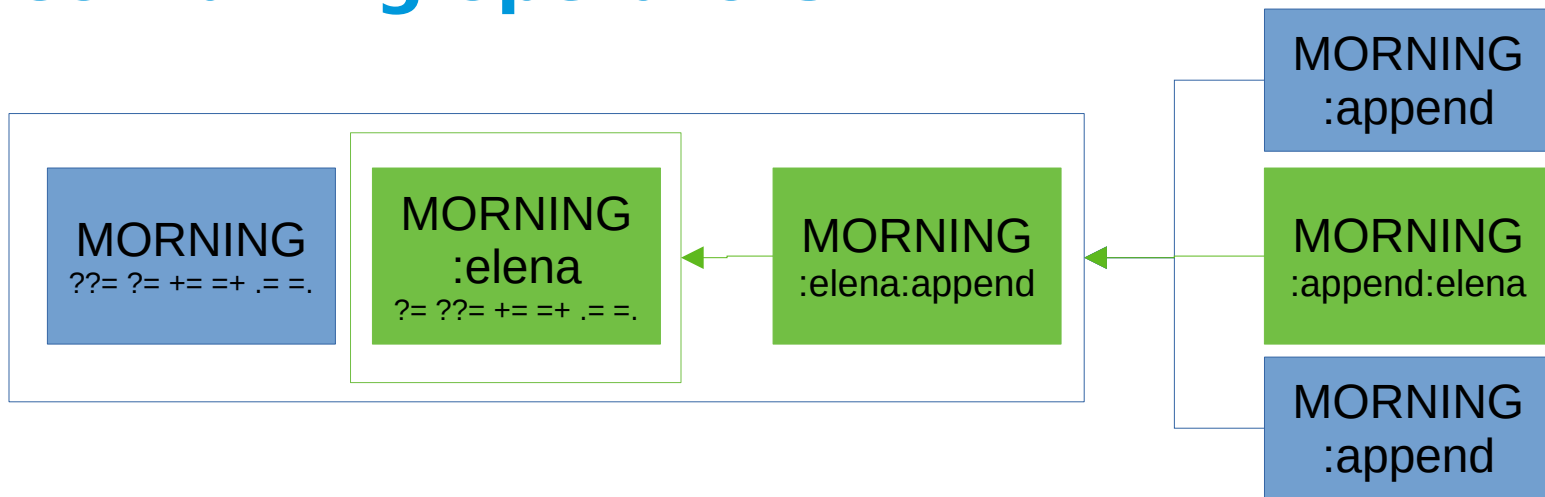 MORNING
??= ?= += =+ .= =.
MORNING
:elena
?= ??= += =+ .= =.
MORNING
:elena:append
MORNING
:append
MORNING
:append:elena
MORNING
:append